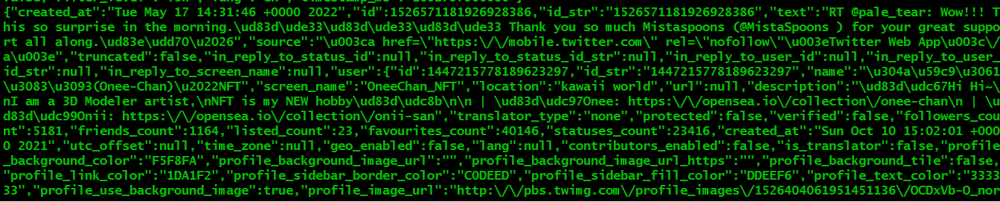 {"created_at":"Tue May 17 14:31:46 +0000 2022","id":1526571181926928386,"id_str":"1526571181926928386","text":"RT @pale_tear: Wow!!! T
his so surprise in the morning.\ud83d\ude33\ud83d\ude33\ud83d\ude33 Thank you so much Mistaspoons (@MistaSpoons ) for your great suppo
rt all along.\ud83e\udd70\u2026","source":"\u003ca href=\"https:\/\/mobile.twitter.com\" rel=\"nofollow\"\u003eTwitter Web App\u003c\/
a\u003e","truncated":false,"in_reply_to_status_id":null,"in_reply_to_status_id_str":null,"in_reply_to_user_id":null,"in_reply_to_user_
id_str":null,"in_reply_to_screen_name":null,"user":{"id":1447215778189623297,"id_str":"1447215778189623297","name":"\u304a\u59c9\u3061
\u3083\u3093(Onee-Chan)\u2022NFT","screen_name":"OneeChan_NFT","location":"kawaii world","url":null,"description":"\ud83d\udc67Hi Hi~\
nI am a 3D Modeler artist,\nNFT is my NEW hobby\ud83d\udc8b\n\n | \ud83d\udc97Onee: https:\/\/opensea.io\/collection\/onee-chan\n | \u
d83d\udc99Onii: https:\/\/opensea.io\/collection\/onii-san","translator_type":"none","protected":false,"verified":false,"followers_cou
nt":5181,"friends_count":1164,"listed_count":23,"favourites_count":40146,"statuses_count":23416,"created_at":"Sun Oct 10 15:02:01 +000
0 2021","utc_offset":null,"time_zone":null,"geo_enabled":false,"lang":null,"contributors_enabled":false,"is_translator":false,"profile
_background_color":"F5F8FA","profile_background_image_url":"","profile_background_image_url_https":"","profile_background_tile":false,
"profile_link_color":"1DA1F2","profile_sidebar_border_color":"C0DEED","profile_sidebar_fill_color":"DDEEF6","profile_text_color":"3333
33","profile_use_background_image":true,"profile_image_url":"http:\/\/pbs.twimg.com\/profile_images\/1526404061951451136\/OCDxVb-O_nor